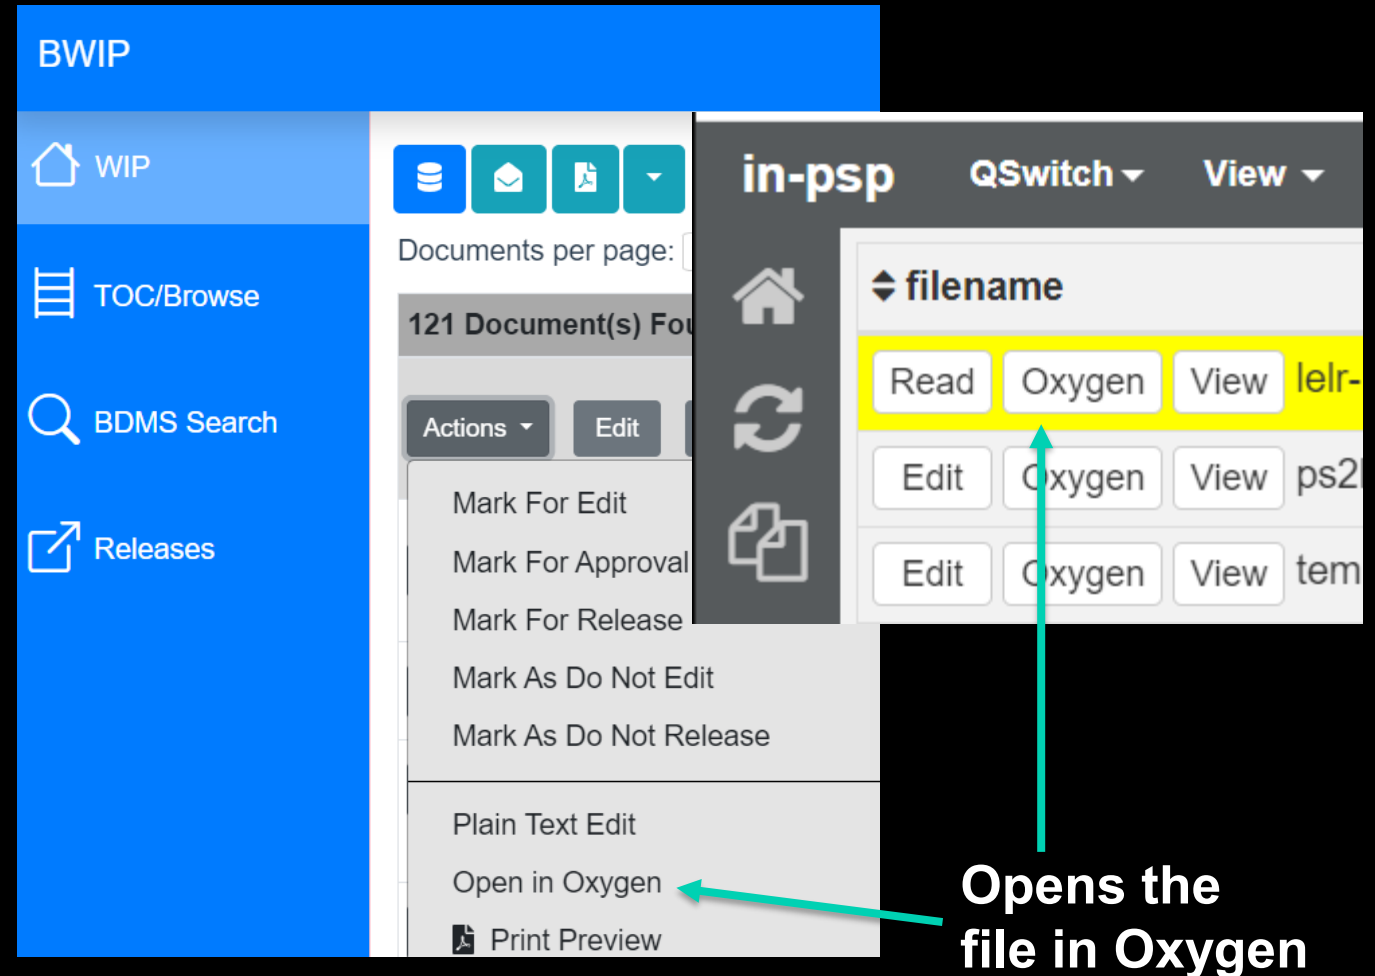 BWIP
WIP
TOC/Browse
BDMS Search
Releases
Documents per page:
121 Document(s)
Actions
Edit
Mark For Edit
Mark For Approval
Mark For Release
Mark As Do Not Edit
Mark As Do Not Release
Plain Text Edit
Open in Oxygen
Print Preview
in-psp QSwitch View
filename
Read Oxygen View lelr-
Edit Oxygen View
Edit Oxygen View
Opens the
file in Oxygen